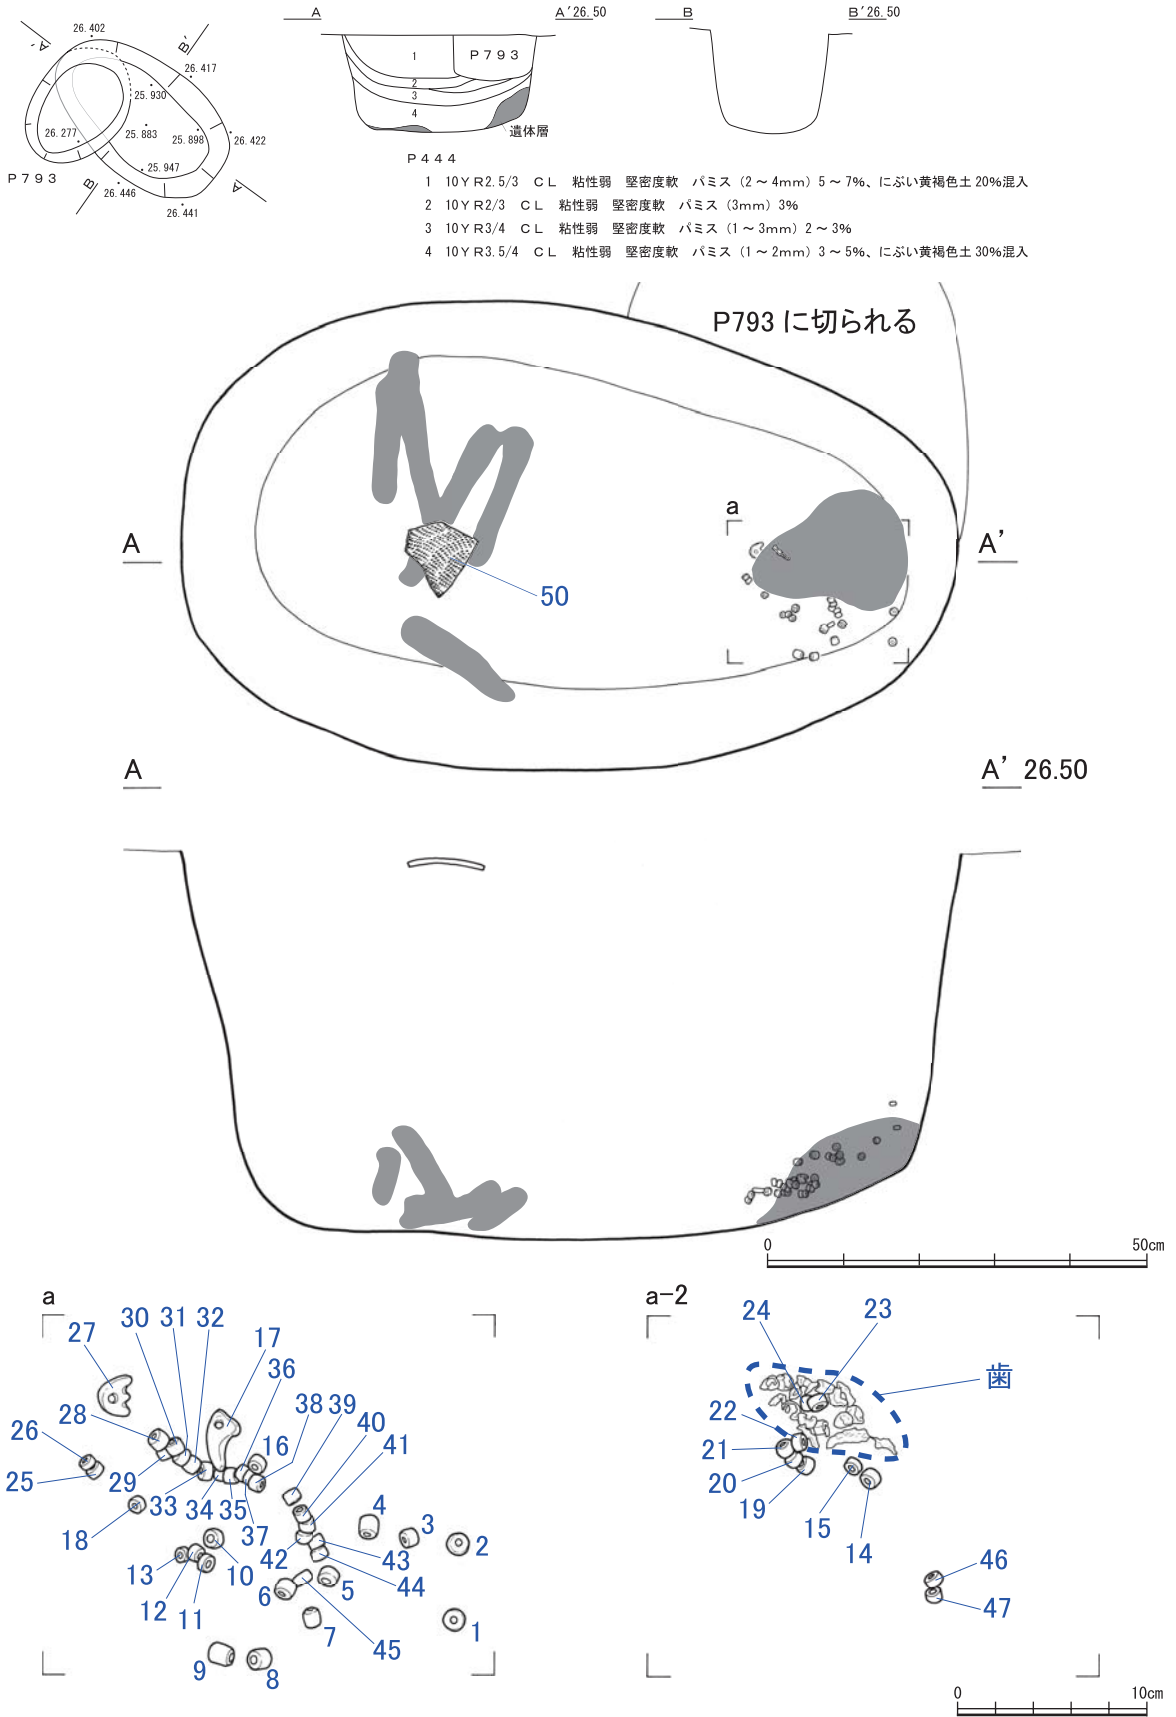 26.402
A'
B'
26.417
25.930
26.277
25.883
25.898
26.422
25.947
P793
B
26.446
A
26.441
A
A'26.50
1
P793
2
3
4
遺体層
B
B'26.50
P444
1 10YR2.5/3 CL 粘性弱 堅密度軟 パミス（2～4mm）5～7%、にぶい黄褐色土20%混入
2 10YR2/3 CL 粘性弱 堅密度軟 パミス（3mm）3%
3 10YR3/4 CL 粘性弱 堅密度軟 パミス（1～3mm）2～3%
4 10YR3.5/4 CL 粘性弱 堅密度軟 パミス（1～2mm）3～5%、にぶい黄褐色土30%混入
P793に切られる
a
A
A'
50
A
A' 26.50
0 50cm
a
27
30
31
32
17
36
38
39
40
41
28
26
25
29
16
33
34
35
37
18
4
3
2
42
43
44
13
12
11
10
6
5
7
45
1
9
8
a-2
24
23
歯
22
21
20
19
15
14
46
47
0 10cm